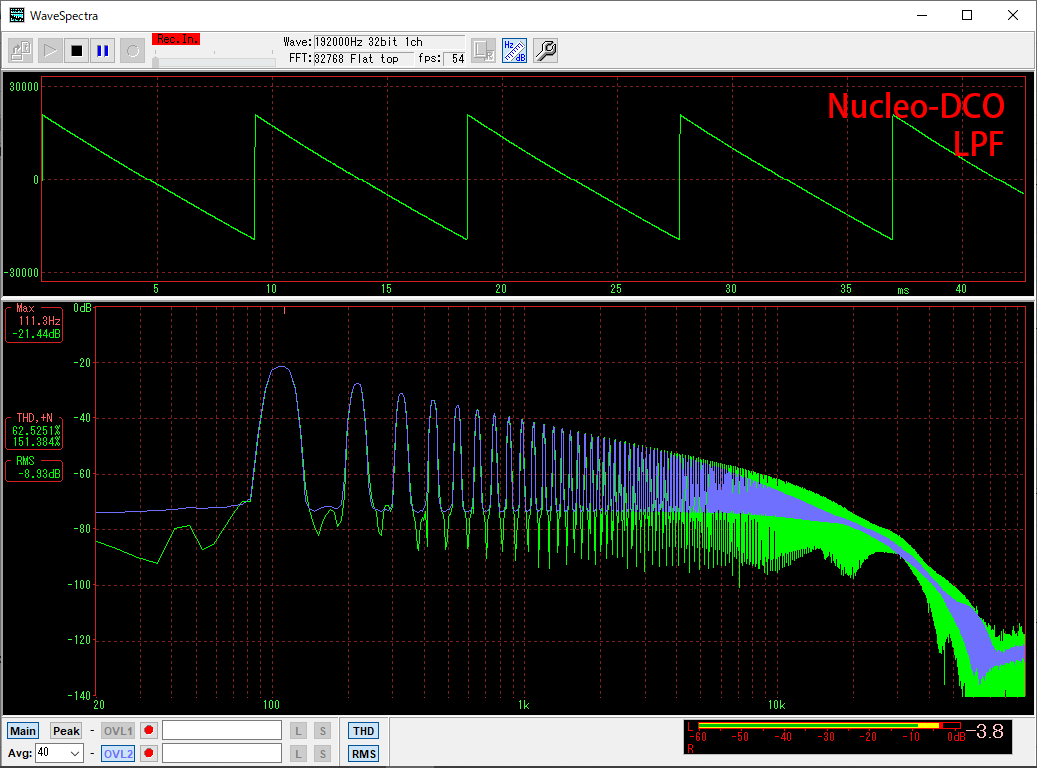 WaveSpectra
Rec.In.
Wave:192000Hz 32bit 1ch
FFT:32768 Flat top fps: 54
L R
Hz dB
30000
0
-30000
5 10 15 20 25 30 35 ms 40
Nucleo-DCO
LPF
Max
111.3Hz
-21.44dB
THD,+N
62.5251%
151.384%
RMS
-8.93dB
0dB
-20
-40
-60
-80
-100
-120
-140
20 100 1k 10k
Main Peak - OVL1 L S THD
Avg: 40 - OVL2 L S RMS
L
-60 -50 -40 -30 -20 -10 0dB
R
-3.8